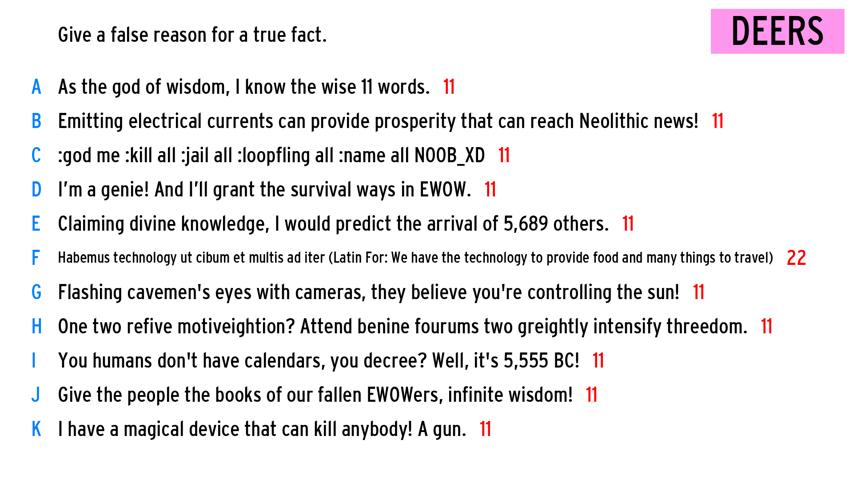 Give a false reason for a true fact.
DEERS
A As the god of wisdom, I know the wise 11 words. 11
B Emitting electrical currents can provide prosperity that can reach Neolithic news! 11
C :god me :kill all :jail all :loopfling all :name all N00B_XD 11
D I'm a genie! And I'll grant the survival ways in EWOW. 11
E Claiming divine knowledge, I would predict the arrival of 5,689 others. 11
F Habemus technology ut cibum et multis ad iter (Latin For: We have the technology to provide food and many things to travel) 22
G Flashing cavemen's eyes with cameras, they believe you're controlling the sun! 11
H One two refive motiveightion? Attend benine fourums two greightly intensify threedom. 11
I You humans don't have calendars, you decree? Well, it's 5,555 BC! 11
J Give the people the books of our fallen EWOWers, infinite wisdom! 11
K I have a magical device that can kill anybody! A gun. 11